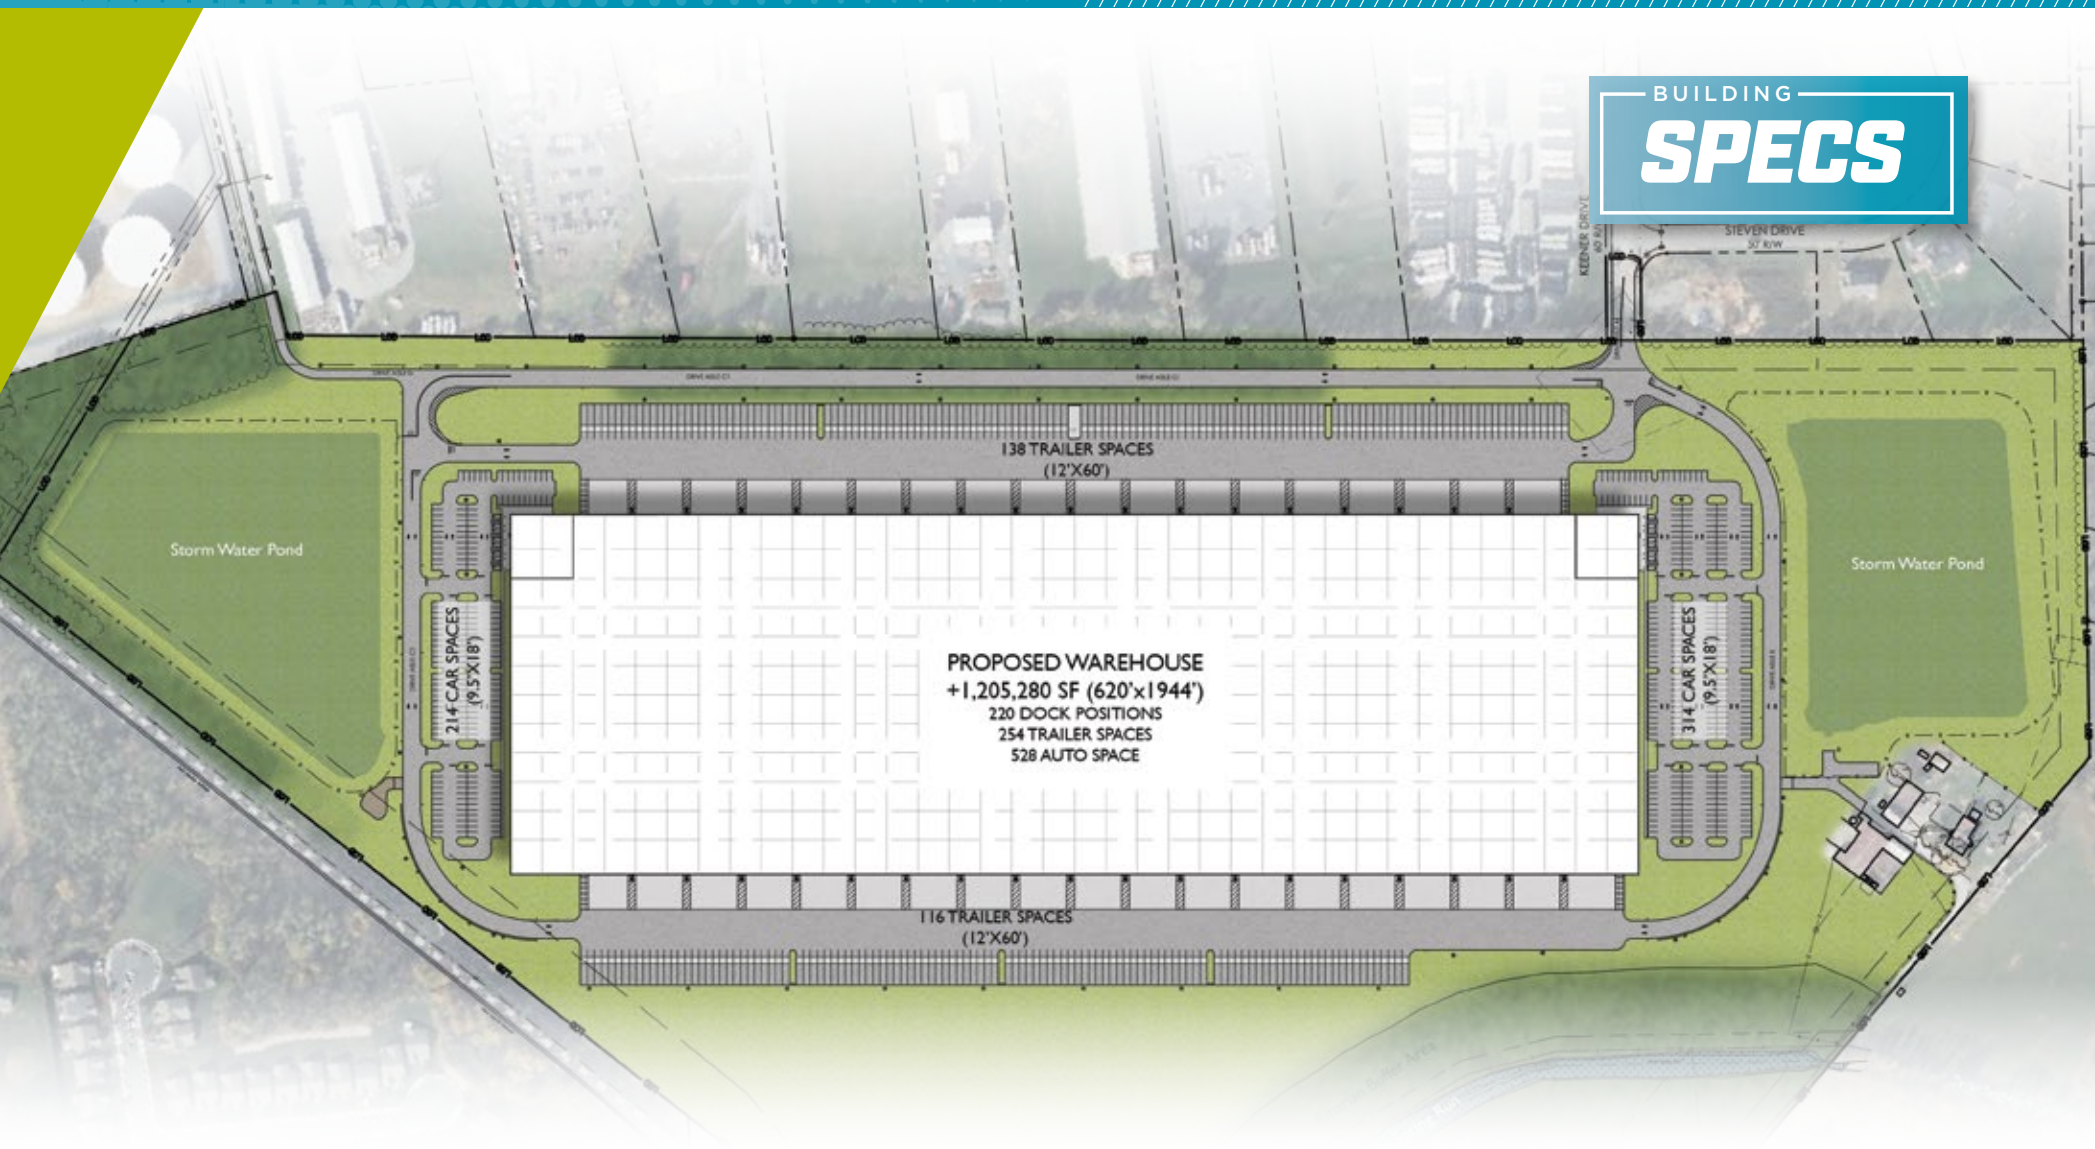 BUILDING
SPECS
KEENER DRIVE
STEVEN DRIVE
50' R/W
138 TRAILER SPACES
(12'X60')
Storm Water Pond
Storm Water Pond
214 CAR SPACES
(9.5'X18')
314 CAR SPACES
(9.5'X18')
PROPOSED WAREHOUSE
+1,205,280 SF (620'x1944')
220 DOCK POSITIONS
254 TRAILER SPACES
528 AUTO SPACE
116 TRAILER SPACES
(12'X60')